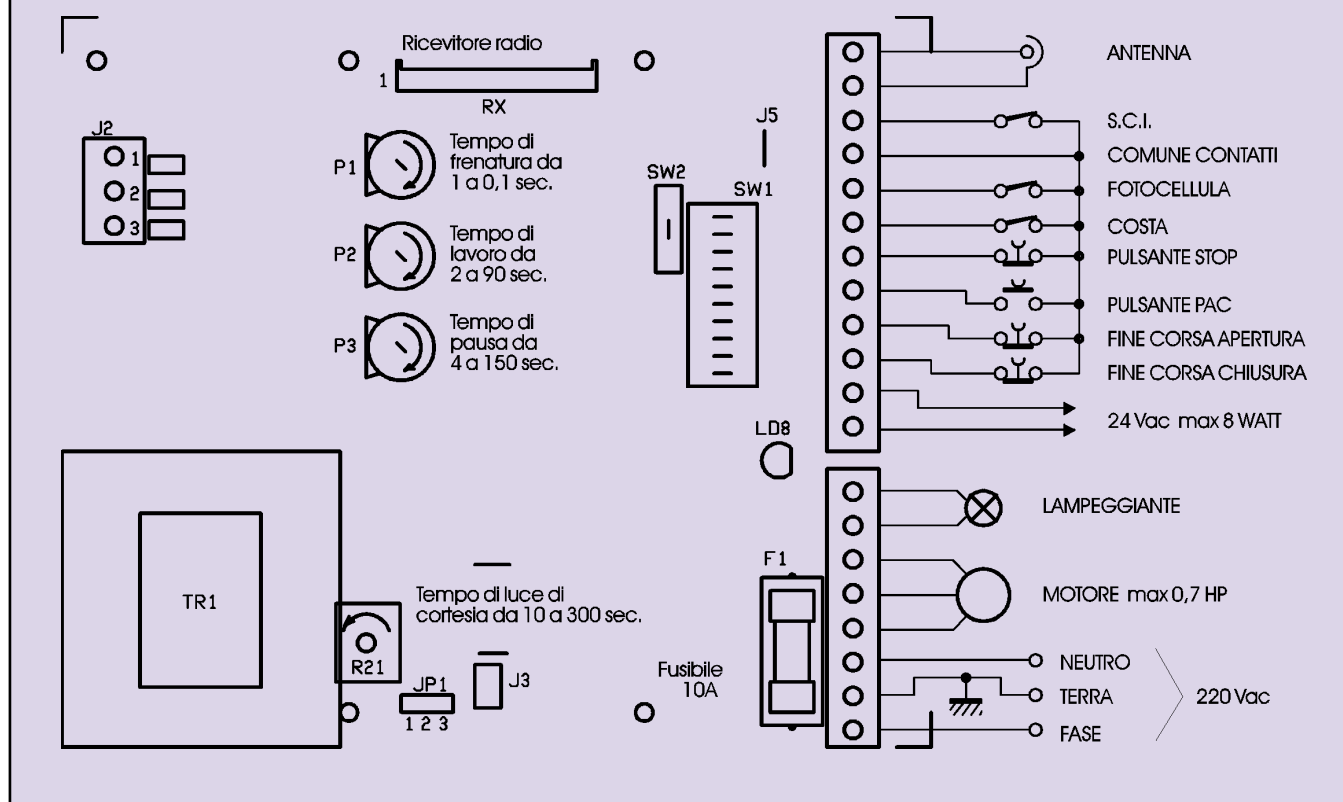 Ricevitore radio
1
RX
J2
1
2
3
P1
Tempo di
frenatura da
1 a 0,1 sec.
P2
Tempo di
lavoro da
2 a 90 sec.
P3
Tempo di
pausa da
4 a 150 sec.
J5
SW2
SW1
ANTENNA
S.C.I.
COMUNE CONTATTI
FOTOCELLULA
COSTA
PULSANTE STOP
PULSANTE PAC
FINE CORSA APERTURA
FINE CORSA CHIUSURA
24 Vac max 8 WATT
LD8
LAMPEGGIANTE
F1
MOTORE max 0,7 HP
TR1
Tempo di luce di
cortesia da 10 a 300 sec.
R21
JP1
1 2 3
J3
Fusibile
10A
NEUTRO
TERRA
FASE
220 Vac